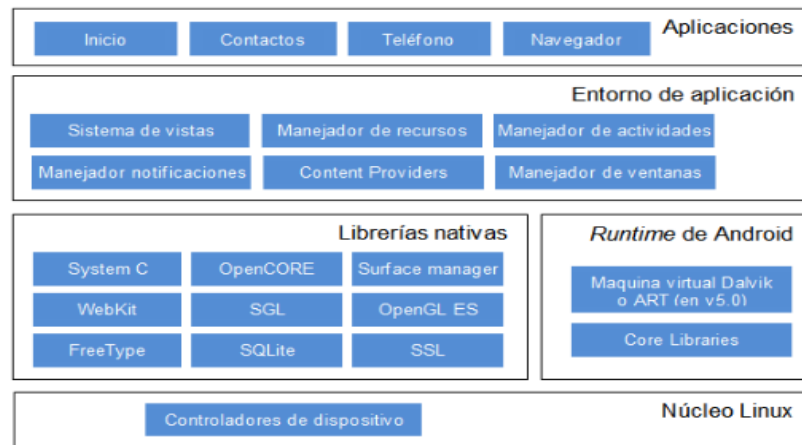 Aplicaciones
Inicio
Contactos
Teléfono
Navegador
Entorno de aplicación
Sistema de vistas
Manejador de recursos
Manejador de actividades
Manejador notificaciones
Content Providers
Manejador de ventanas
Librerías nativas
System C
OpenCORE
Surface manager
WebKit
SGL
OpenGL ES
FreeType
SQLite
SSL
Runtime de Android
Maquina virtual Dalvik
o ART (en v5.0)
Core Libraries
Núcleo Linux
Controladores de dispositivo